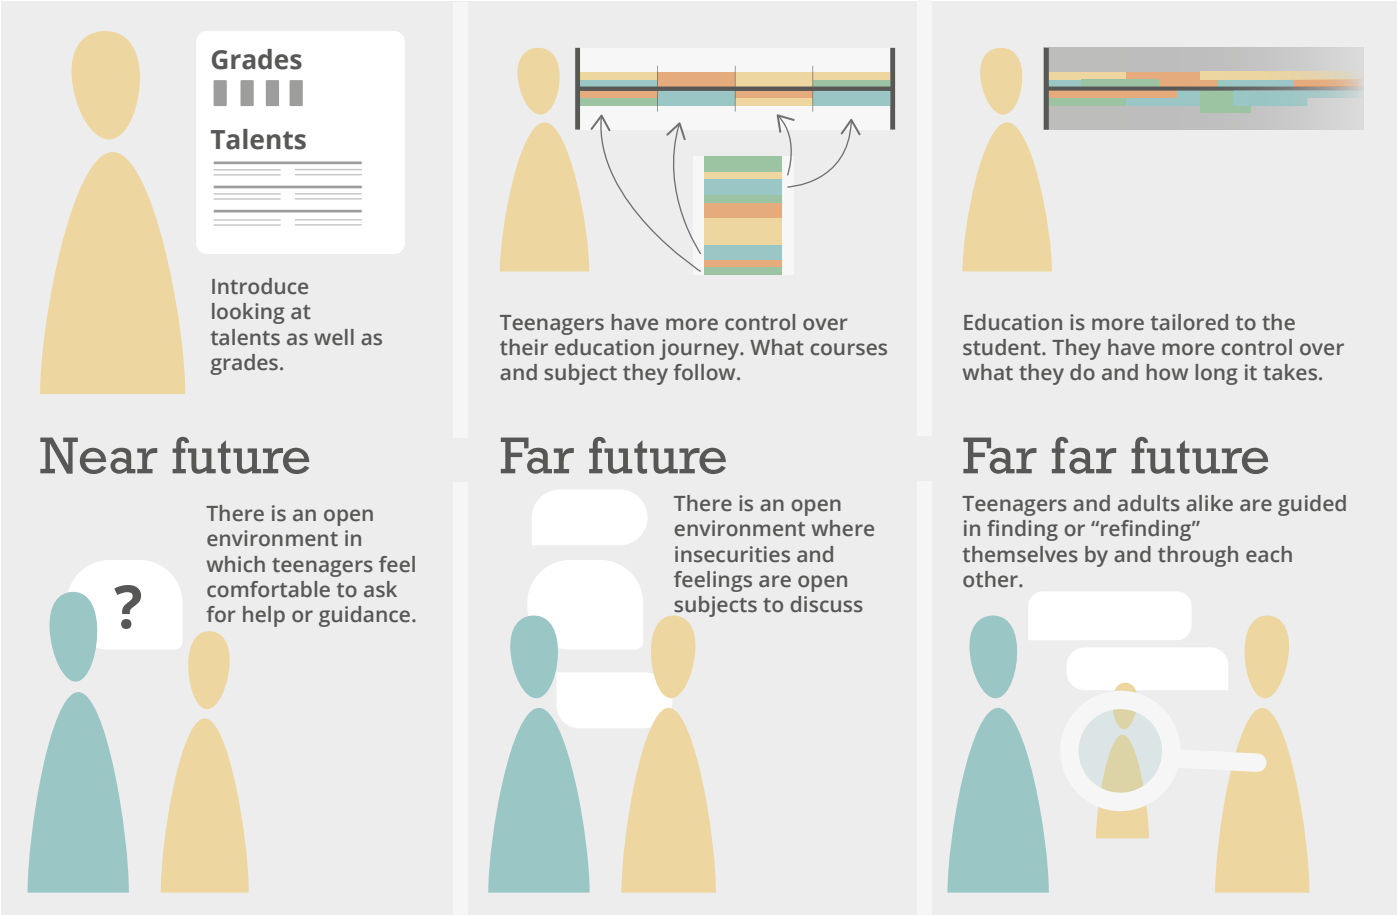 Grades
Talents
Introduce
looking at
talents as well as
grades.
Teenagers have more control over
their education journey. What courses
and subject they follow.
Education is more tailored to the
student. They have more control over
what they do and how long it takes.
Near future
Far future
Far far future
There is an open
environment in
which teenagers feel
comfortable to ask
for help or guidance.
?
There is an open
environment where
insecurities and
feelings are open
subjects to discuss
Teenagers and adults alike are guided
in finding or “refinding”
themselves by and through each
other.